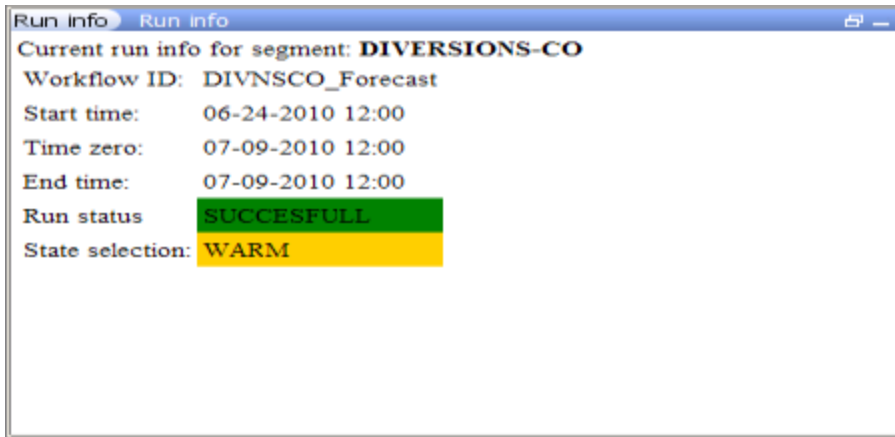 Run info Run info
Current run info for segment: DIVERSIONS-CO
Workflow ID: DIVNSCO_Forecast
Start time: 06-24-2010 12:00
Time zero: 07-09-2010 12:00
End time: 07-09-2010 12:00
Run status SUCCESFULL
State selection: WARM